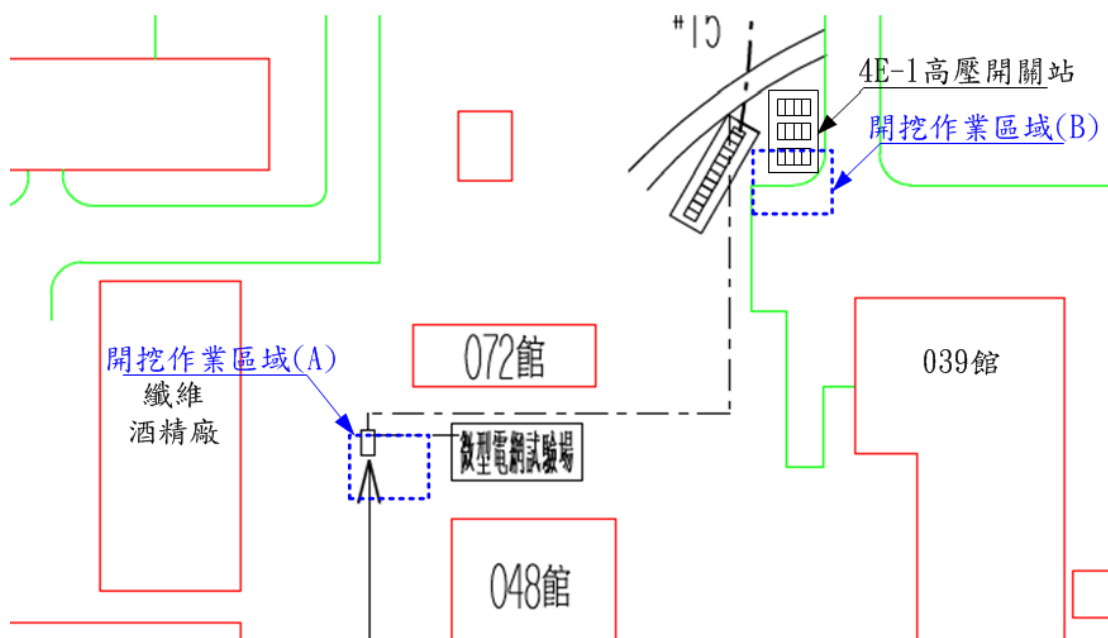 #15
4E-1高壓開關站
開挖作業區域(B)
072館
039館
開挖作業區域(A)
纖維
酒精廠
微型電網試驗場
048館